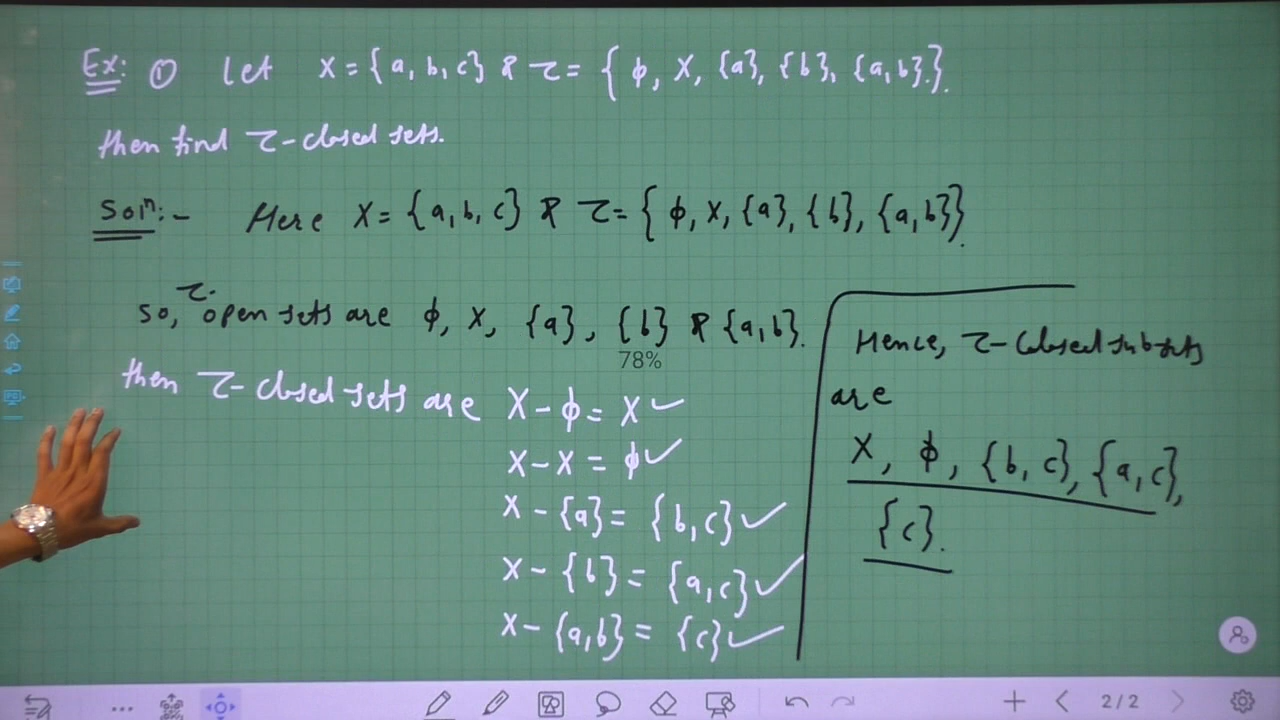 Ex: ① Let X = {a, b, c} & τ = {ϕ, X, {a}, {b}, {a, b}.}.
then find τ-closed sets.
Solⁿ:- Here X = {a, b, c} & τ = {ϕ, X, {a}, {b}, {a, b}}.
So, τ- open sets are ϕ, X, {a}, {b} & {a, b}.
78%
then τ-closed sets are X - ϕ = X ✓
X - X = ϕ ✓
X - {a} = {b, c} ✓
X - {b} = {a, c} ✓
X - {a, b} = {c} ✓
Hence, τ-closed subsets
are
X, ϕ, {b, c}, {a, c},
{c}.
2/2